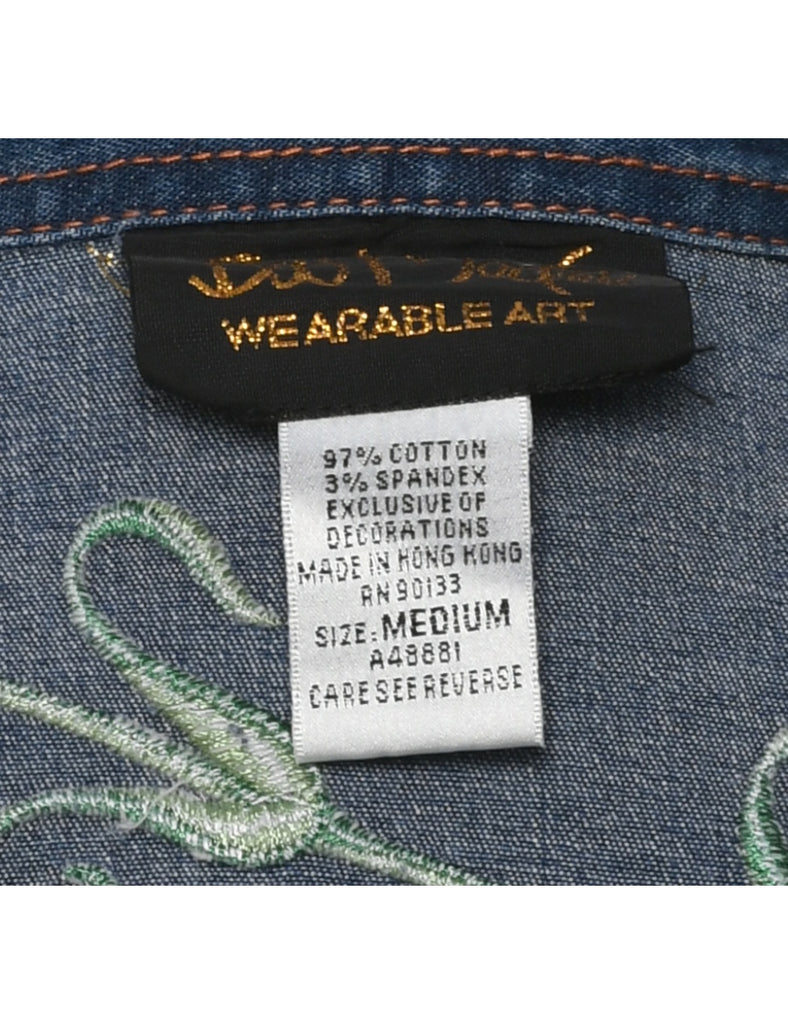 WEARABLE ART
97% COTTON
3% SPANDEX
EXCLUSIVE OF
DECORATIONS
MADE IN HONG KONG
RN 90133
SIZE: MEDIUM
A48881
CARE SEE REVERSE